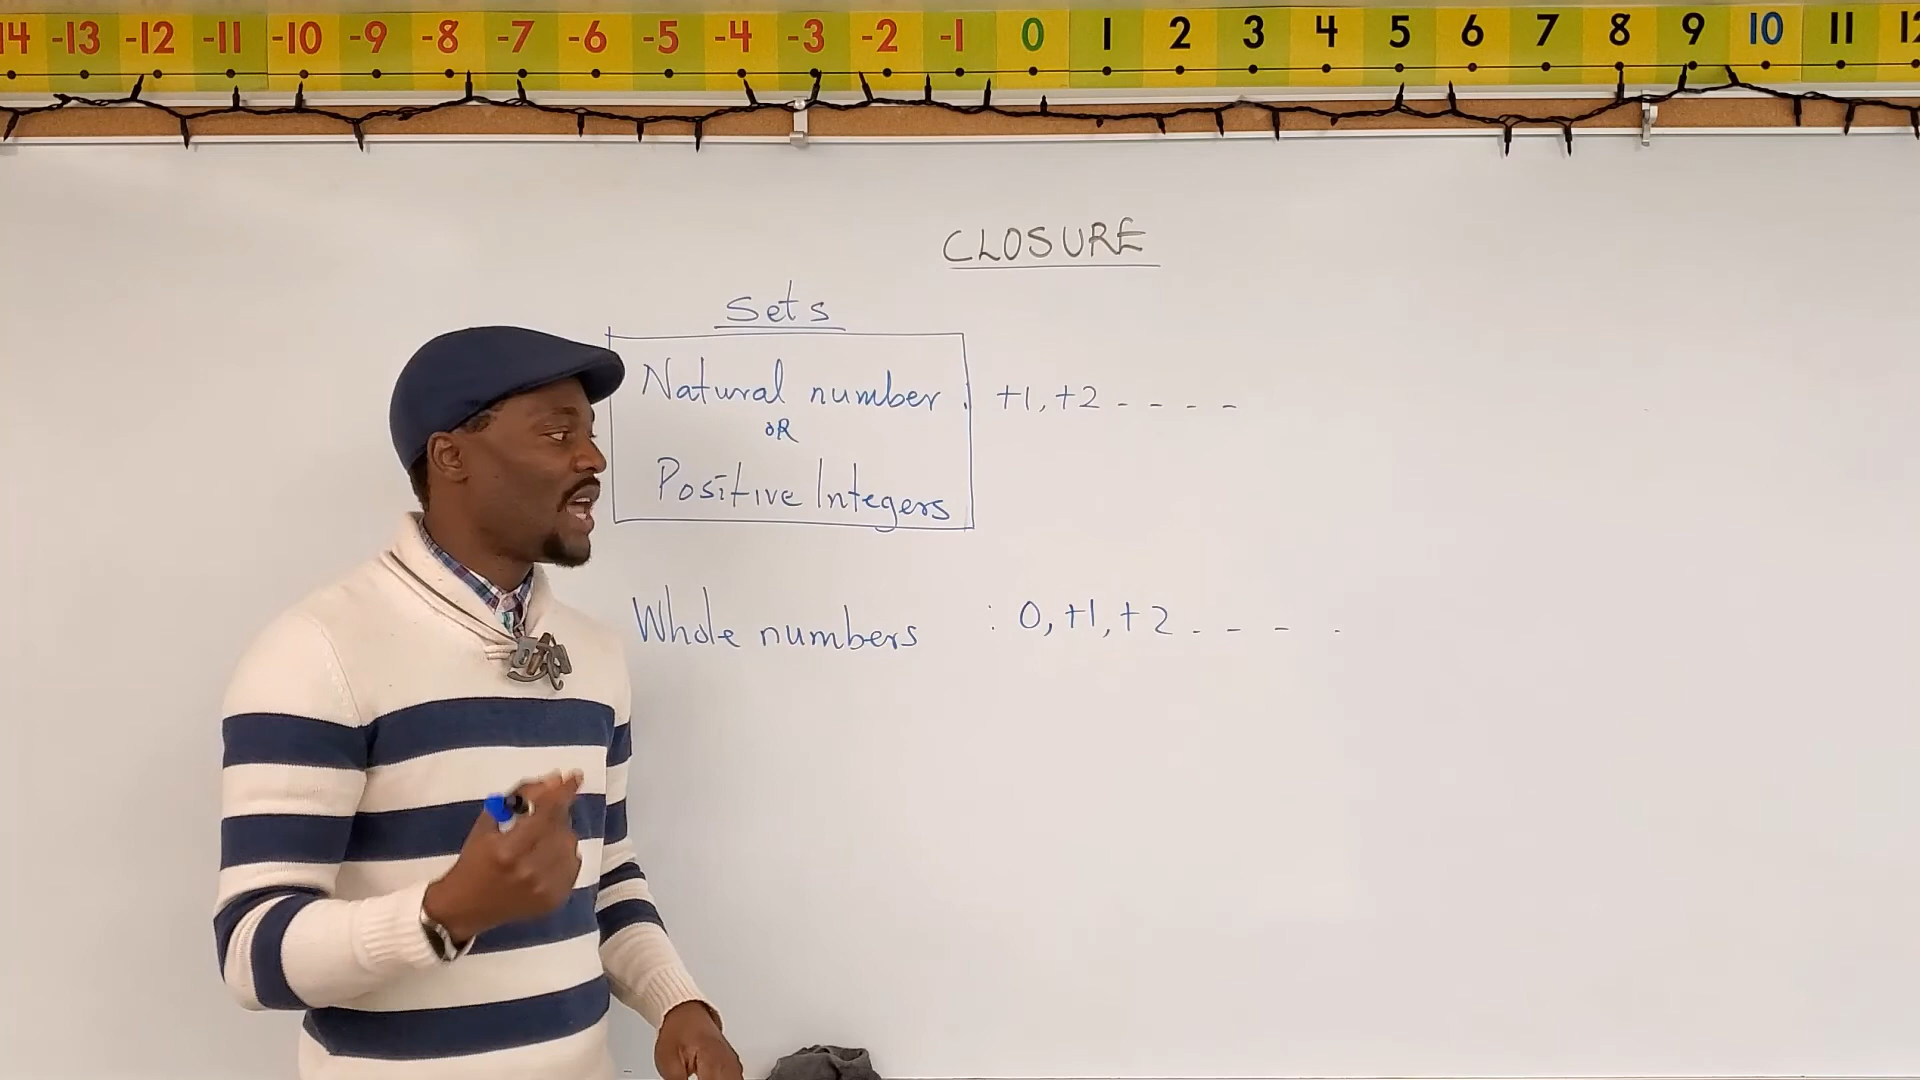 14 -13 -12 -11 -10 -9 -8 -7 -6 -5 -4 -3 -2 -1 0 1 2 3 4 5 6 7 8 9 10 11 12
CLOSURE
Sets
Natural number : +1, +2 - - - -
OR
Positive Integers
Whole numbers : 0, +1, +2 - - - -